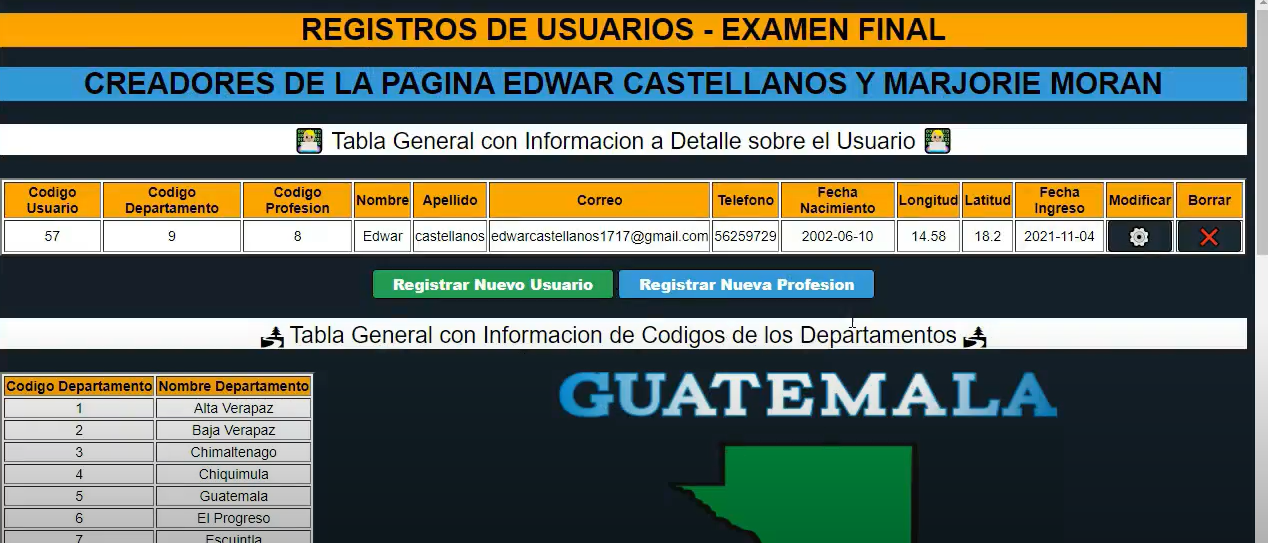 REGISTROS DE USUARIOS - EXAMEN FINAL
CREADORES DE LA PAGINA EDWAR CASTELLANOS Y MARJORIE MORAN
Tabla General con Informacion a Detalle sobre el Usuario
Codigo Usuario Codigo Departamento Codigo Profesion Nombre Apellido Correo Telefono Fecha Nacimiento Longitud Latitud Fecha Ingreso Modificar Borrar
57 9 8 Edwar castellanos edwarcastellanos1717@gmail.com 56259729 2002-06-10 14.58 18.2 2021-11-04
Registrar Nuevo Usuario Registrar Nueva Profesion
Tabla General con Informacion de Codigos de los Departamentos
Codigo Departamento Nombre Departamento
1 Alta Verapaz
2 Baja Verapaz
3 Chimaltenago
4 Chiquimula
5 Guatemala
6 El Progreso
7 Escuintla
GUATEMALA